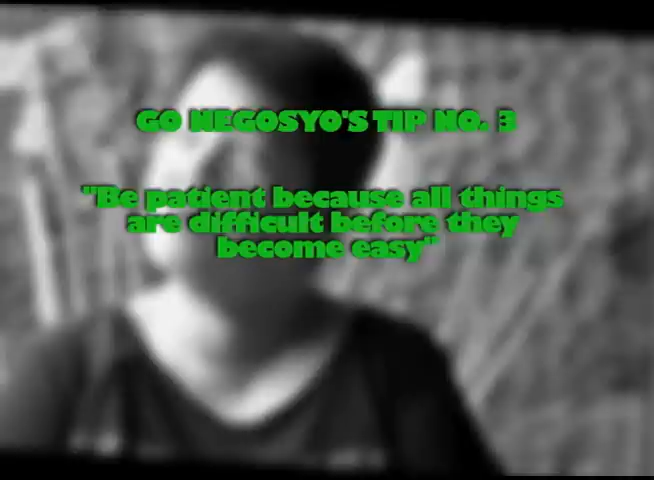 GO NEGOSYO'S TIP NO. 3
"Be patient because all things
are difficult before they
become easy"